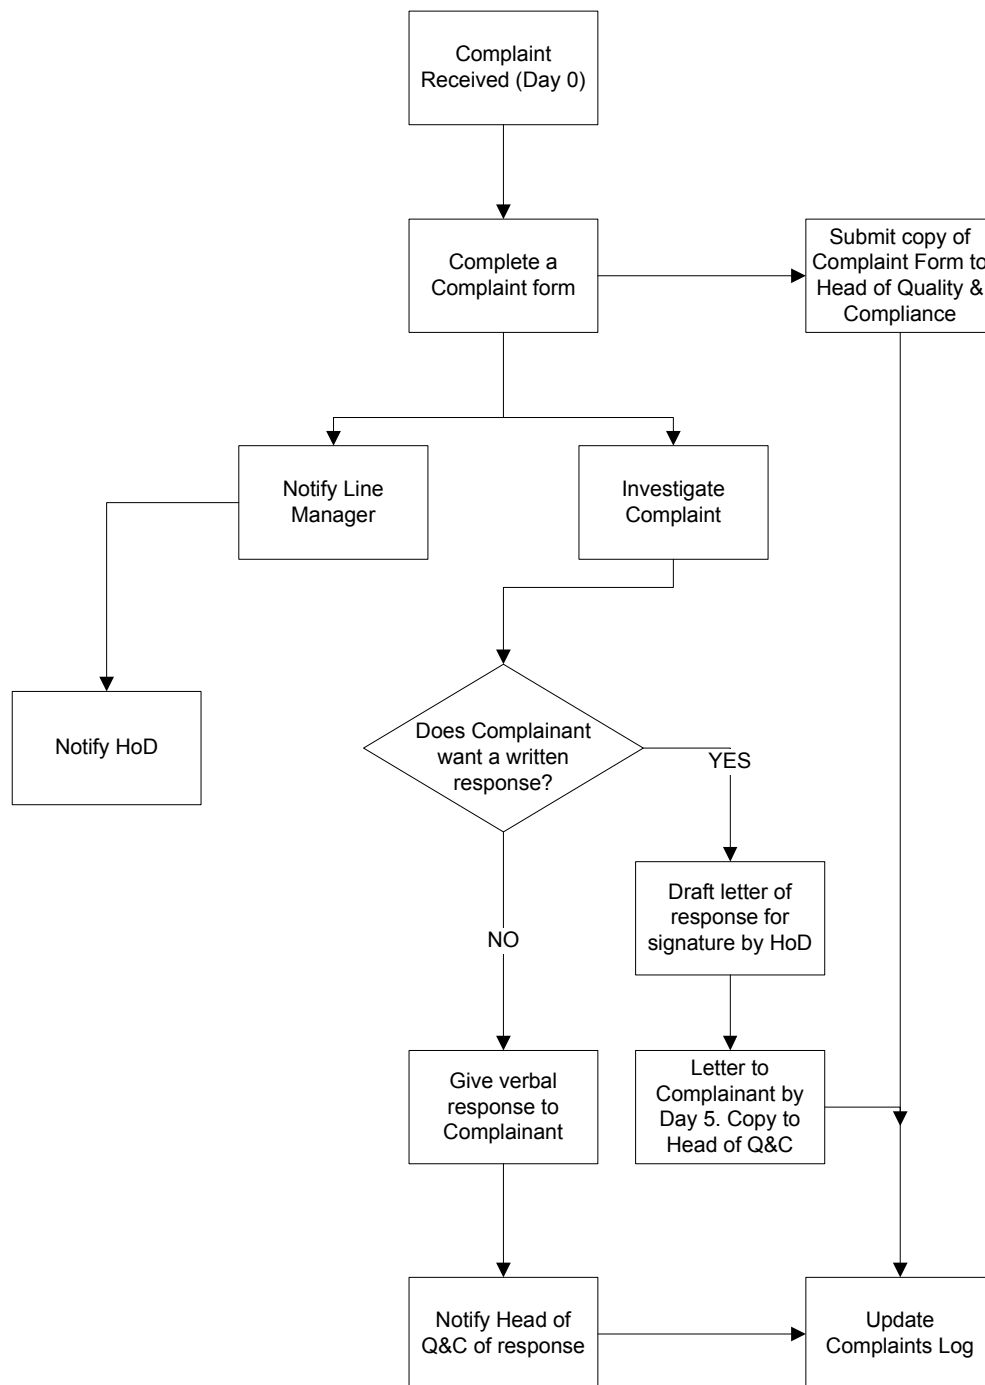 Complaint
Received (Day 0)
Complete a
Complaint form
Submit copy of
Complaint Form to
Head of Quality &
Compliance
Notify Line
Manager
Investigate
Complaint
Notify HoD
Does Complainant
want a written
response?
YES
Draft letter of
response for
signature by HoD
NO
Give verbal
response to
Complainant
Letter to
Complainant by
Day 5. Copy to
Head of Q&C
Notify Head of
Q&C of response
Update
Complaints Log